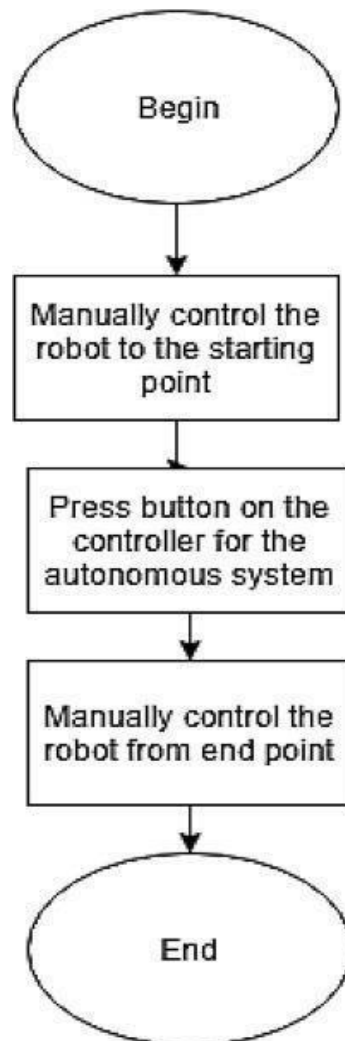 Begin
Manually control the
robot to the starting
point
Press button on the
controller for the
autonomous system
Manually control the
robot from end point
End